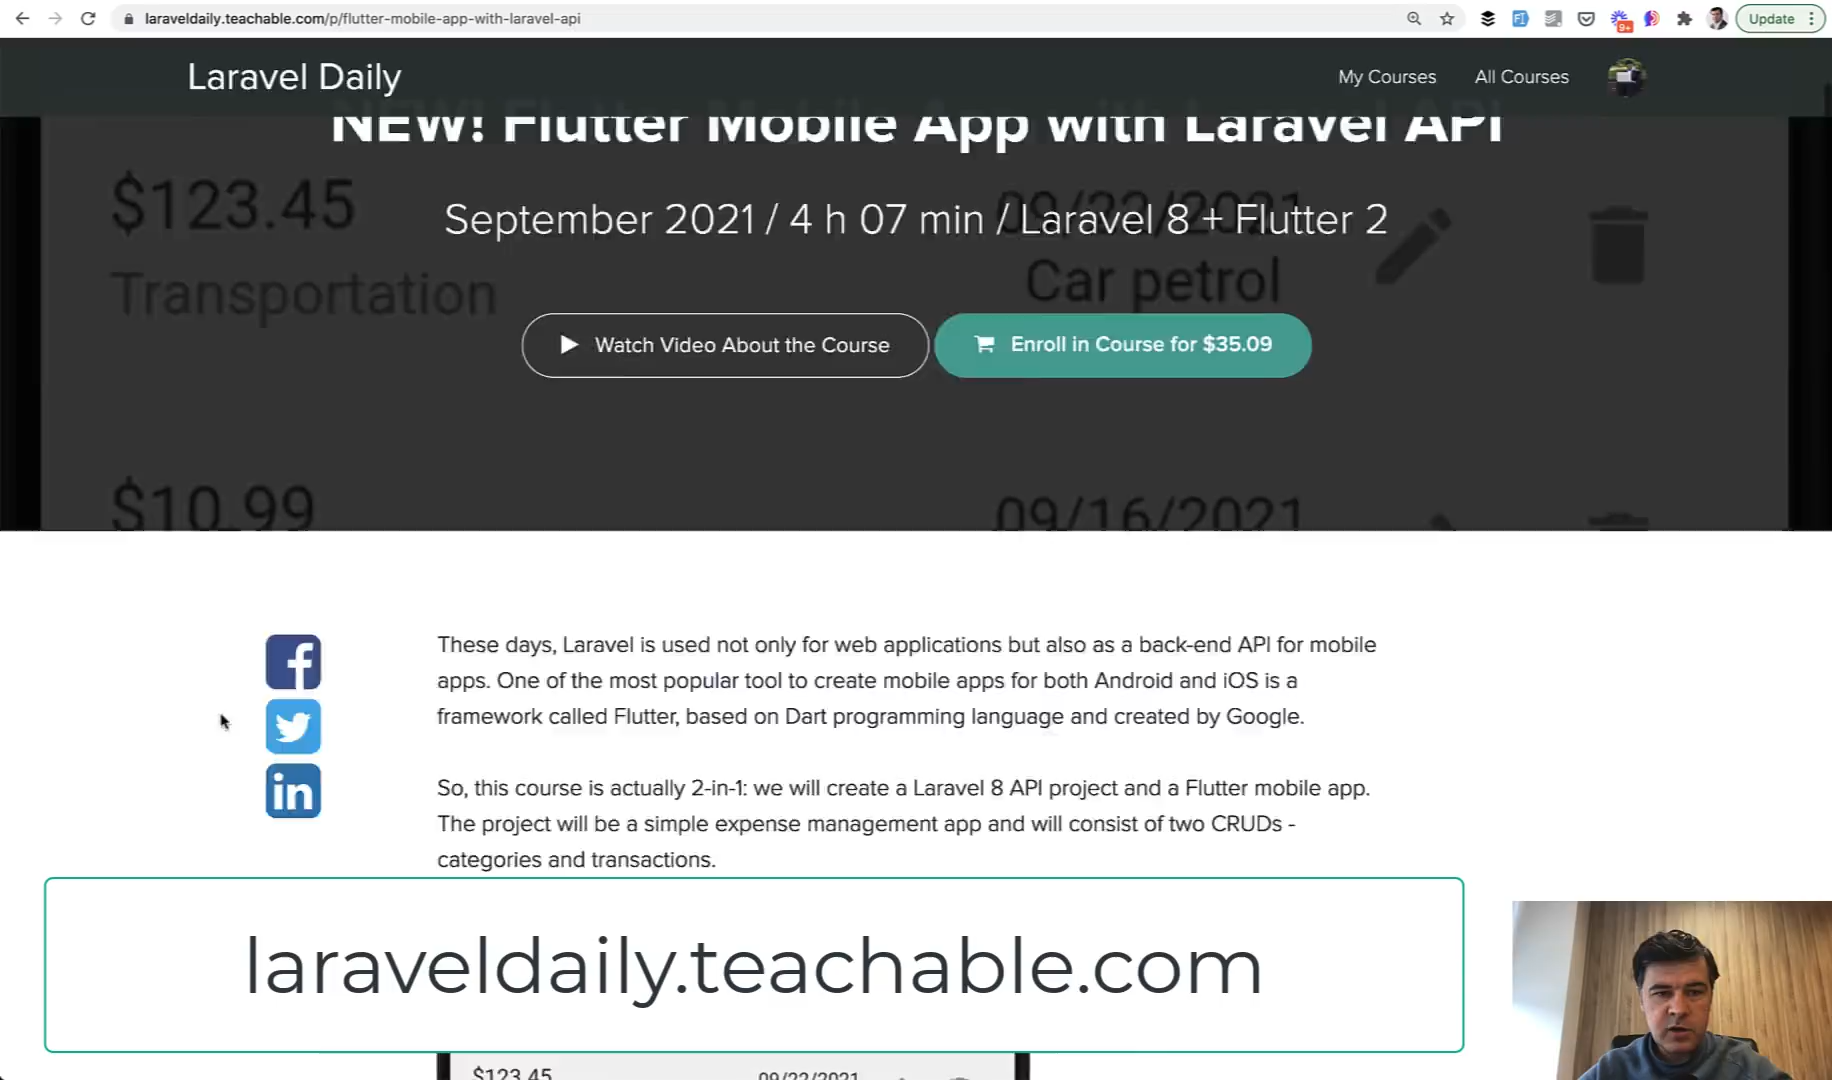 laraveldaily.teachable.com/p/flutter-mobile-app-with-laravel-api
9+
Update
Laravel Daily
My Courses
All Courses
NEW! Flutter Mobile App with Laravel API
$123.45
09/22/2021
September 2021 / 4 h 07 min / Laravel 8 + Flutter 2
Transportation
Car petrol
Watch Video About the Course
Enroll in Course for $35.09
$10.99
09/16/2021
These days, Laravel is used not only for web applications but also as a back-end API for mobile
apps. One of the most popular tool to create mobile apps for both Android and iOS is a
framework called Flutter, based on Dart programming language and created by Google.
So, this course is actually 2-in-1: we will create a Laravel 8 API project and a Flutter mobile app.
The project will be a simple expense management app and will consist of two CRUDs -
categories and transactions.
laraveldaily.teachable.com
$123.45
09/22/2021